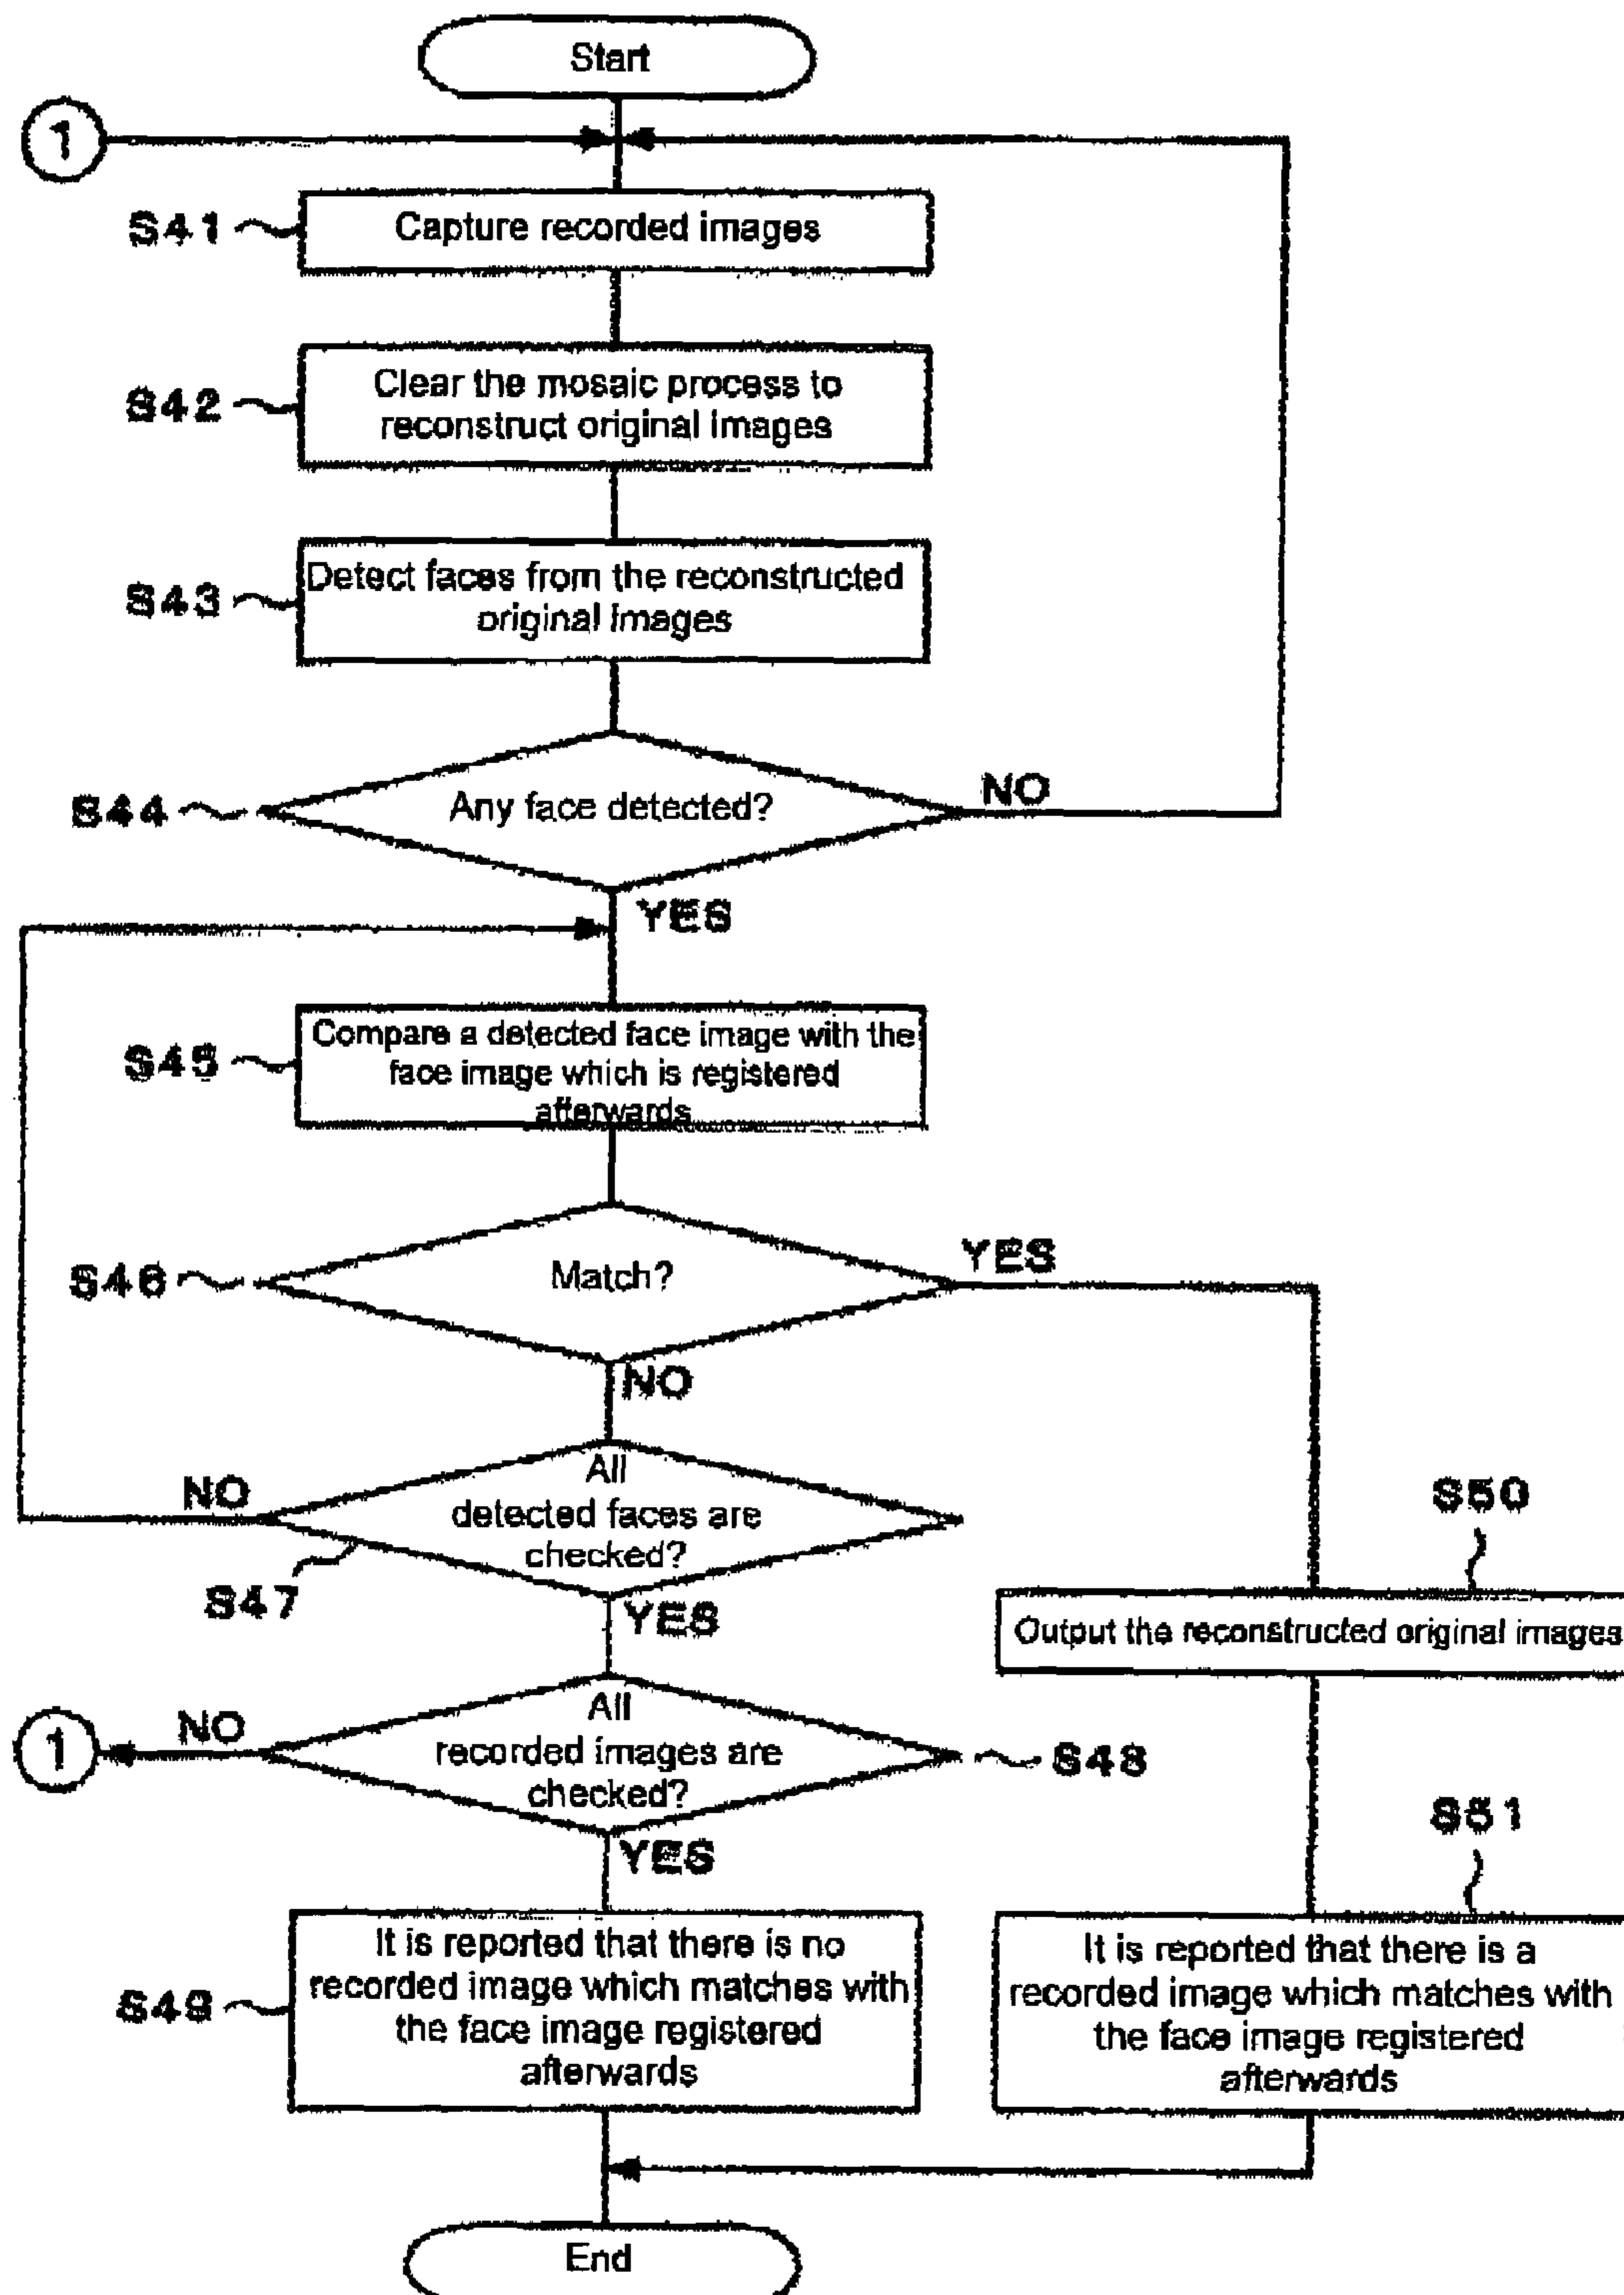 Start
1
S41
Capture recorded images
S42
Clear the mosaic process to
reconstruct original images
S43
Detect faces from the reconstructed
original images
S44
Any face detected?
NO
YES
S45
Compare a detected face image with the
face image which is registered
afterwards
S46
Match?
YES
NO
All
detected faces are
checked?
NO
S47
YES
S50
Output the reconstructed original images
All
recorded images are
checked?
1
NO
S48
YES
S51
S49
It is reported that there is no
recorded image which matches with
the face image registered
afterwards
It is reported that there is a
recorded image which matches with
the face image registered
afterwards
End